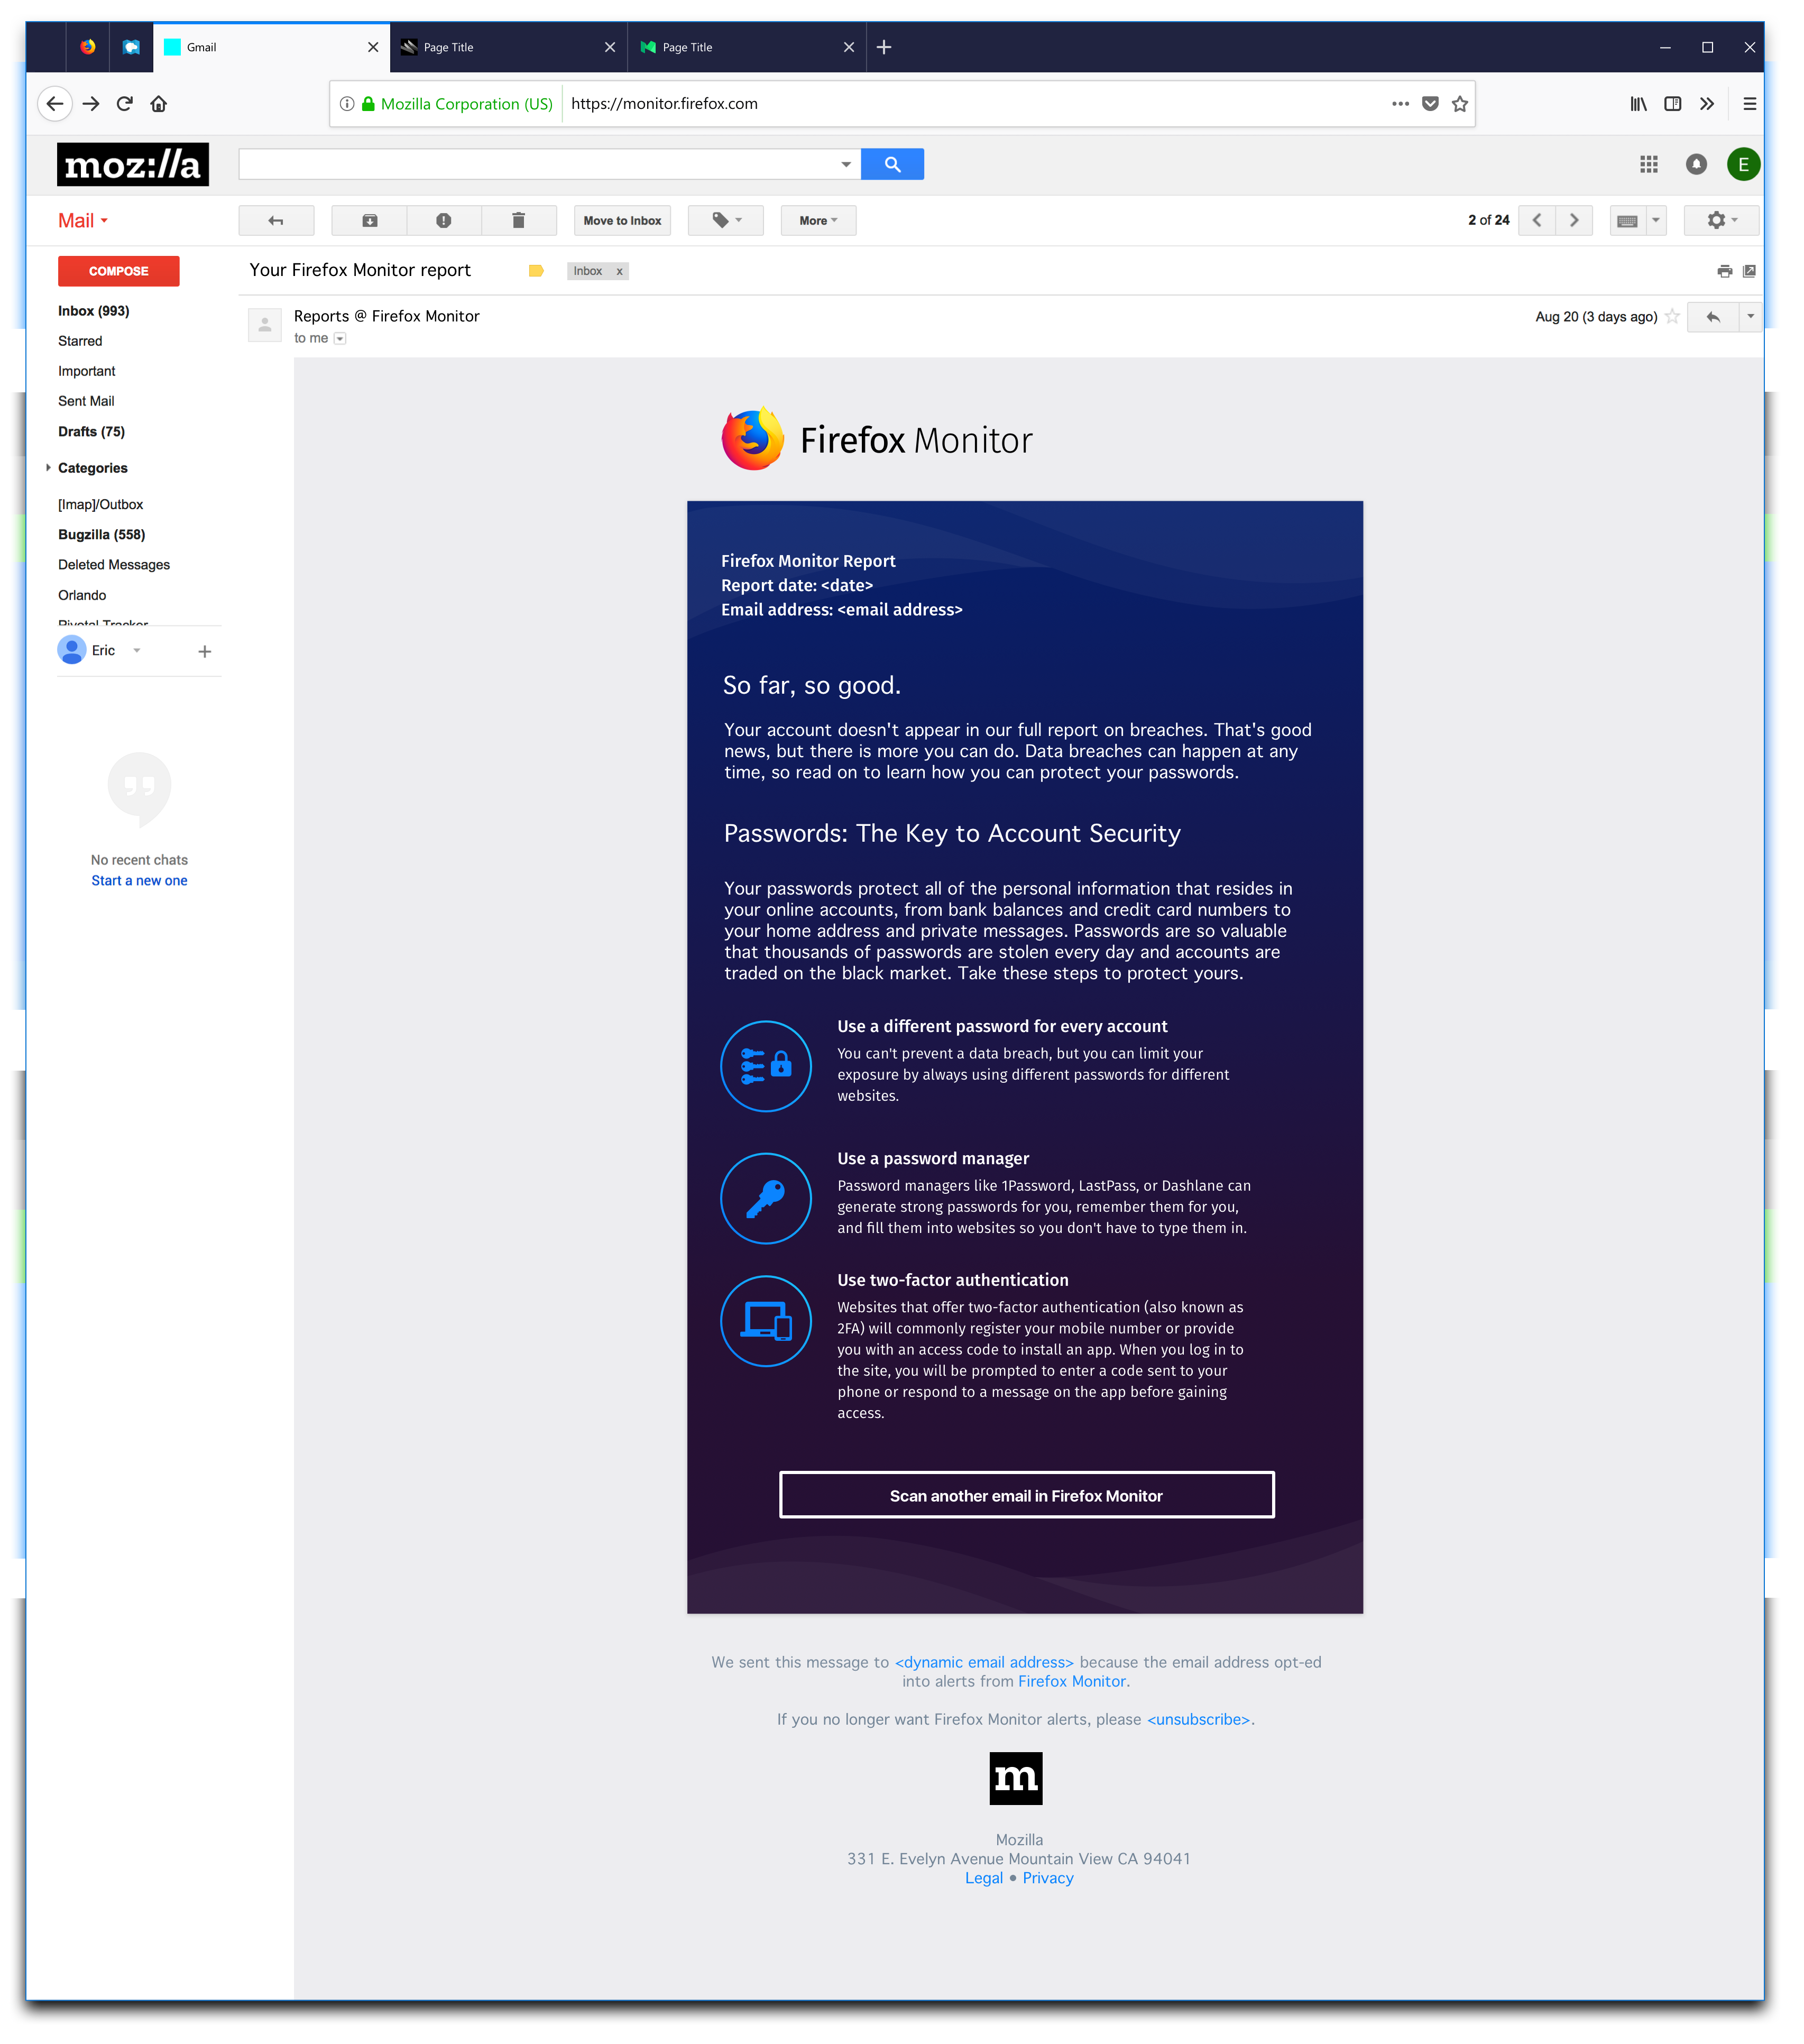 Gmail
Page Title
Page Title
Mozilla Corporation (US)
https://monitor.firefox.com
moz://a
E
Mail
Move to Inbox
More
2 of 24
COMPOSE
Your Firefox Monitor report
Inbox x
Inbox (993)
Starred
Important
Sent Mail
Drafts (75)
Categories
[Imap]/Outbox
Bugzilla (558)
Deleted Messages
Orlando
Pivotal Tracker
Eric
No recent chats
Start a new one
Reports @ Firefox Monitor
to me
Aug 20 (3 days ago)
Firefox Monitor
Firefox Monitor Report
Report date: <date>
Email address: <email address>
So far, so good.
Your account doesn't appear in our full report on breaches. That's good
news, but there is more you can do. Data breaches can happen at any
time, so read on to learn how you can protect your passwords.
Passwords: The Key to Account Security
Your passwords protect all of the personal information that resides in
your online accounts, from bank balances and credit card numbers to
your home address and private messages. Passwords are so valuable
that thousands of passwords are stolen every day and accounts are
traded on the black market. Take these steps to protect yours.
Use a different password for every account
You can't prevent a data breach, but you can limit your
exposure by always using different passwords for different
websites.
Use a password manager
Password managers like 1Password, LastPass, or Dashlane can
generate strong passwords for you, remember them for you,
and fill them into websites so you don't have to type them in.
Use two-factor authentication
Websites that offer two-factor authentication (also known as
2FA) will commonly register your mobile number or provide
you with an access code to install an app. When you log in to
the site, you will be prompted to enter a code sent to your
phone or respond to a message on the app before gaining
access.
Scan another email in Firefox Monitor
We sent this message to <dynamic email address> because the email address opt-ed
into alerts from Firefox Monitor.
If you no longer want Firefox Monitor alerts, please <unsubscribe>.
m
Mozilla
331 E. Evelyn Avenue Mountain View CA 94041
Legal • Privacy